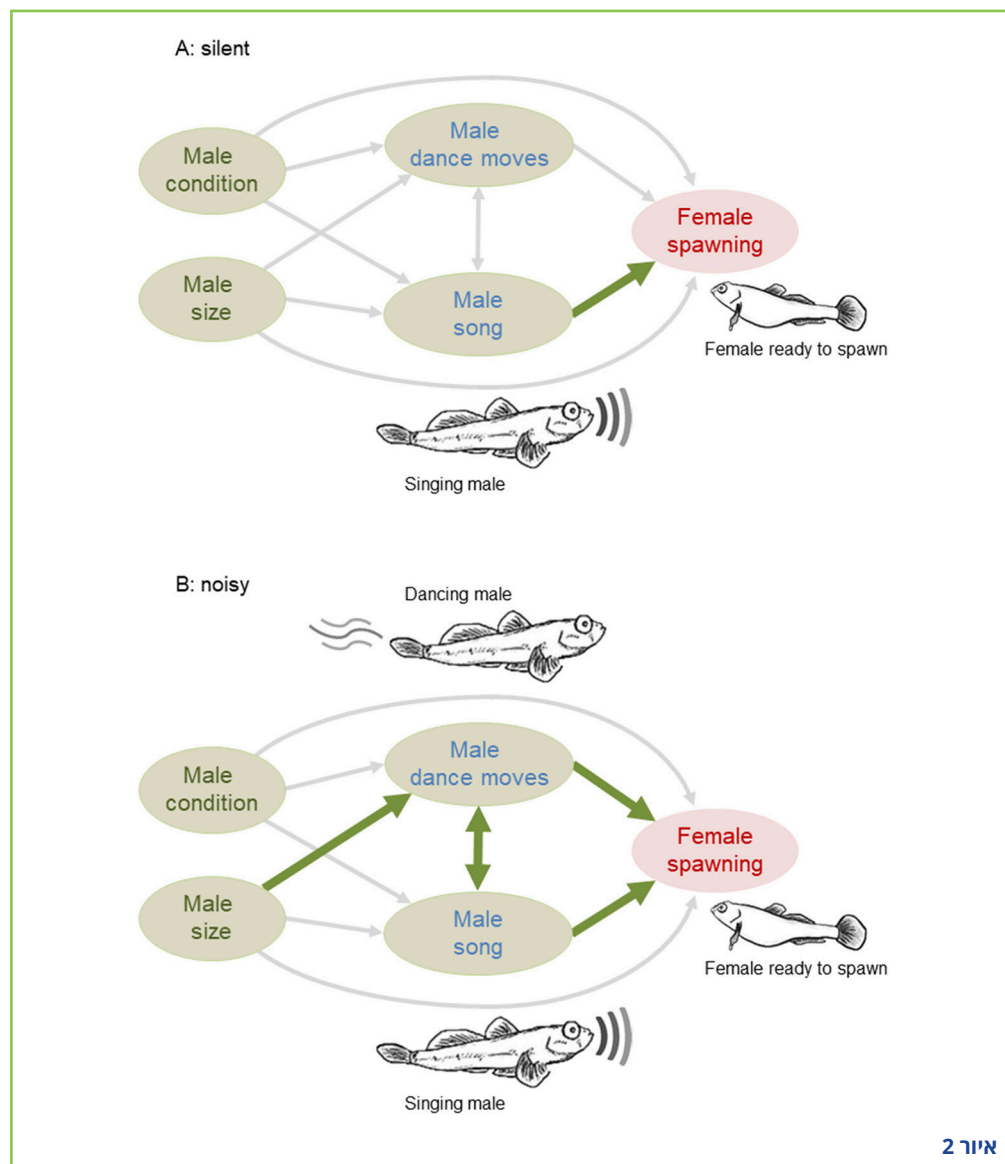 A: silent
Male
dance moves
Male
condition
Female
spawning
Male
size
Male
song
Female ready to spawn
Singing male
B: noisy
Dancing male
Male
dance moves
Male
condition
Female
spawning
Male
size
Male
song
Female ready to spawn
Singing male
איור 2